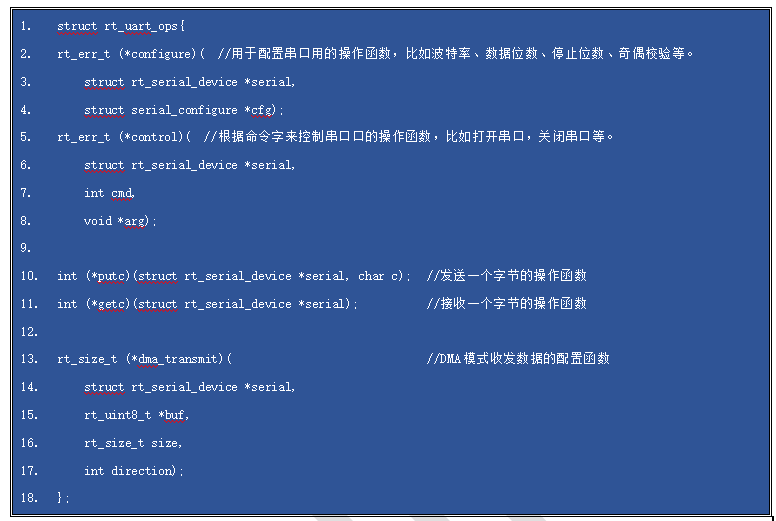 1. struct rt_uart_ops{
2. rt_err_t (*configure)( //用于配置串口用的操作函数，比如波特率、数据位数、停止位数、奇偶校验等。
3. struct rt_serial_device *serial,
4. struct serial_configure *cfg);
5. rt_err_t (*control)( //根据命令字来控制串口口的操作函数，比如打开串口，关闭串口等。
6. struct rt_serial_device *serial,
7. int cmd,
8. void *arg);
9.
10. int (*putc)(struct rt_serial_device *serial, char c); //发送一个字节的操作函数
11. int (*getc)(struct rt_serial_device *serial); //接收一个字节的操作函数
12.
13. rt_size_t (*dma_transmit)( //DMA 模式收发数据的配置函数
14. struct rt_serial_device *serial,
15. rt_uint8_t *buf,
16. rt_size_t size,
17. int direction);
18. };